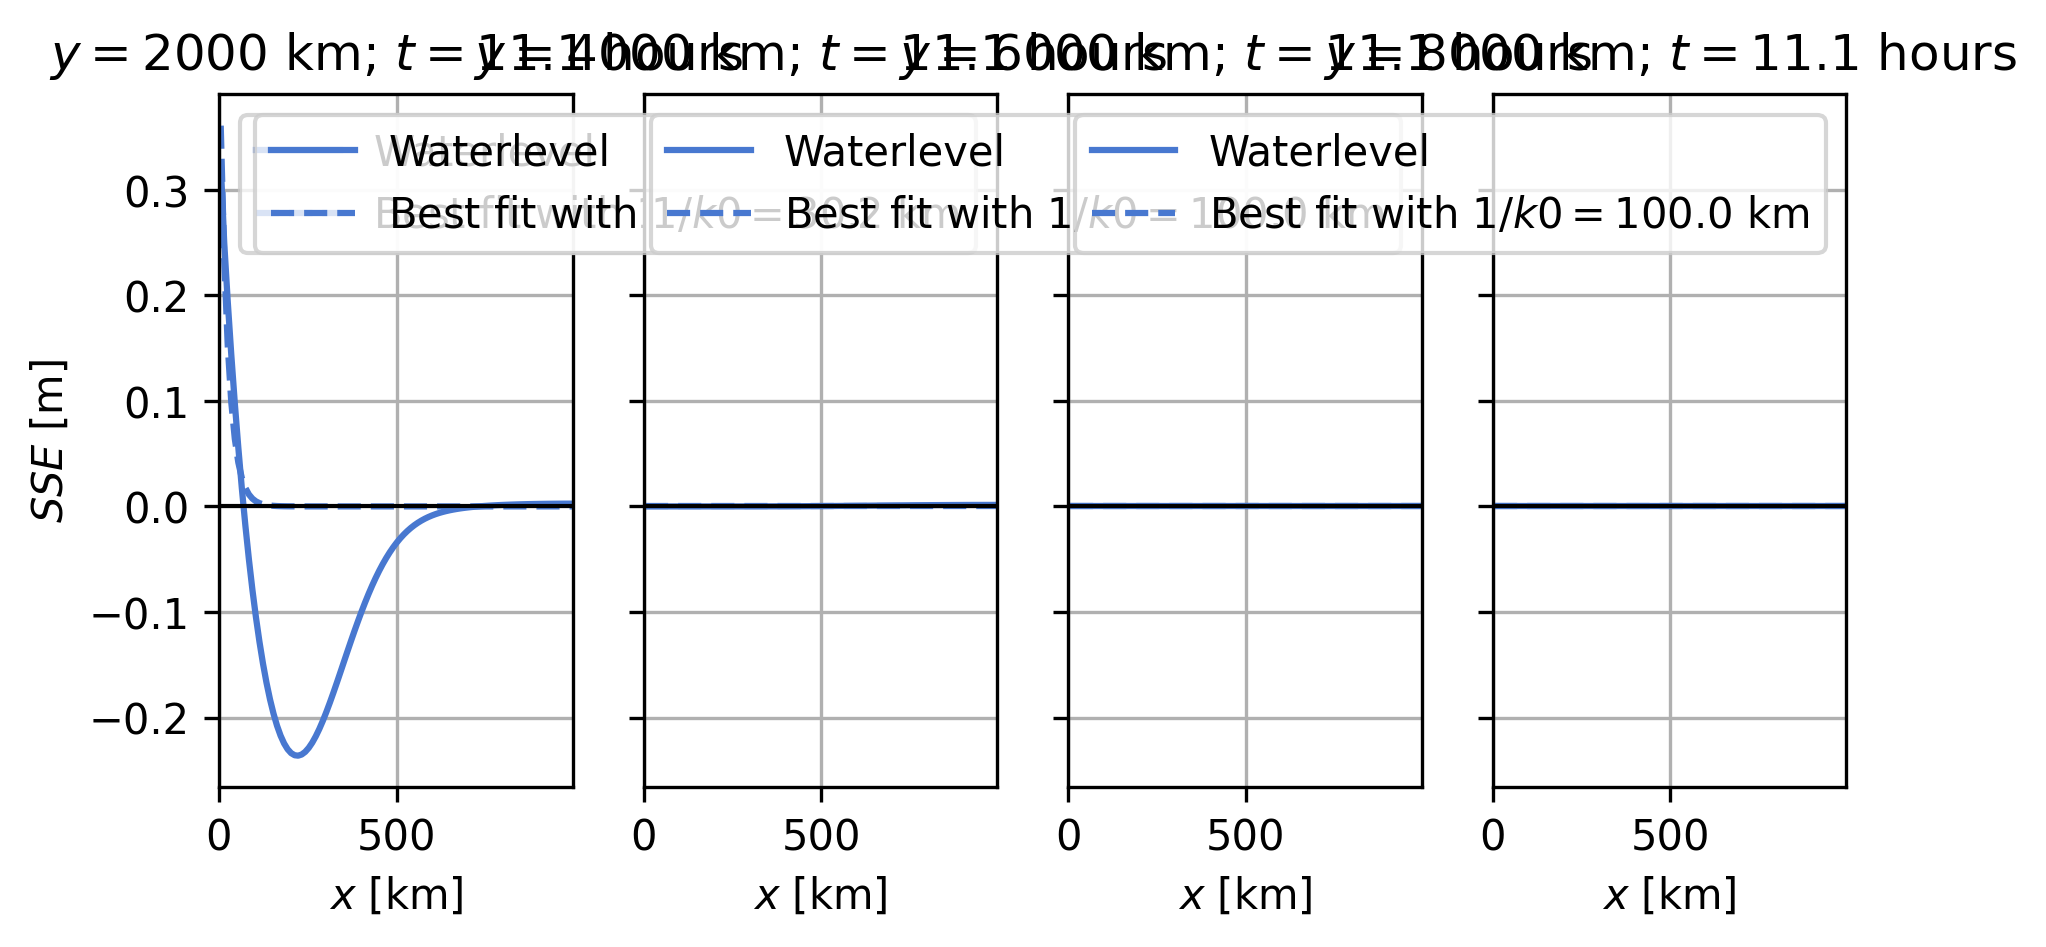 y = 2000 km; t = 11.1 hours
y = 4000 km; t = 11.1 hours
y = 6000 km; t = 11.1 hours
y = 8000 km; t = 11.1 hours
Waterlevel
Best fit with
Waterlevel
Best fit with 1/k0 =
Waterlevel
Best fit with 1/k0 =
Waterlevel
Best fit with 1/k0 = 100.0 km
SSE [m]
0.3
0.2
0.1
0.0
−0.1
−0.2
0
500
0
500
0
500
0
500
x [km]
x [km]
x [km]
x [km]